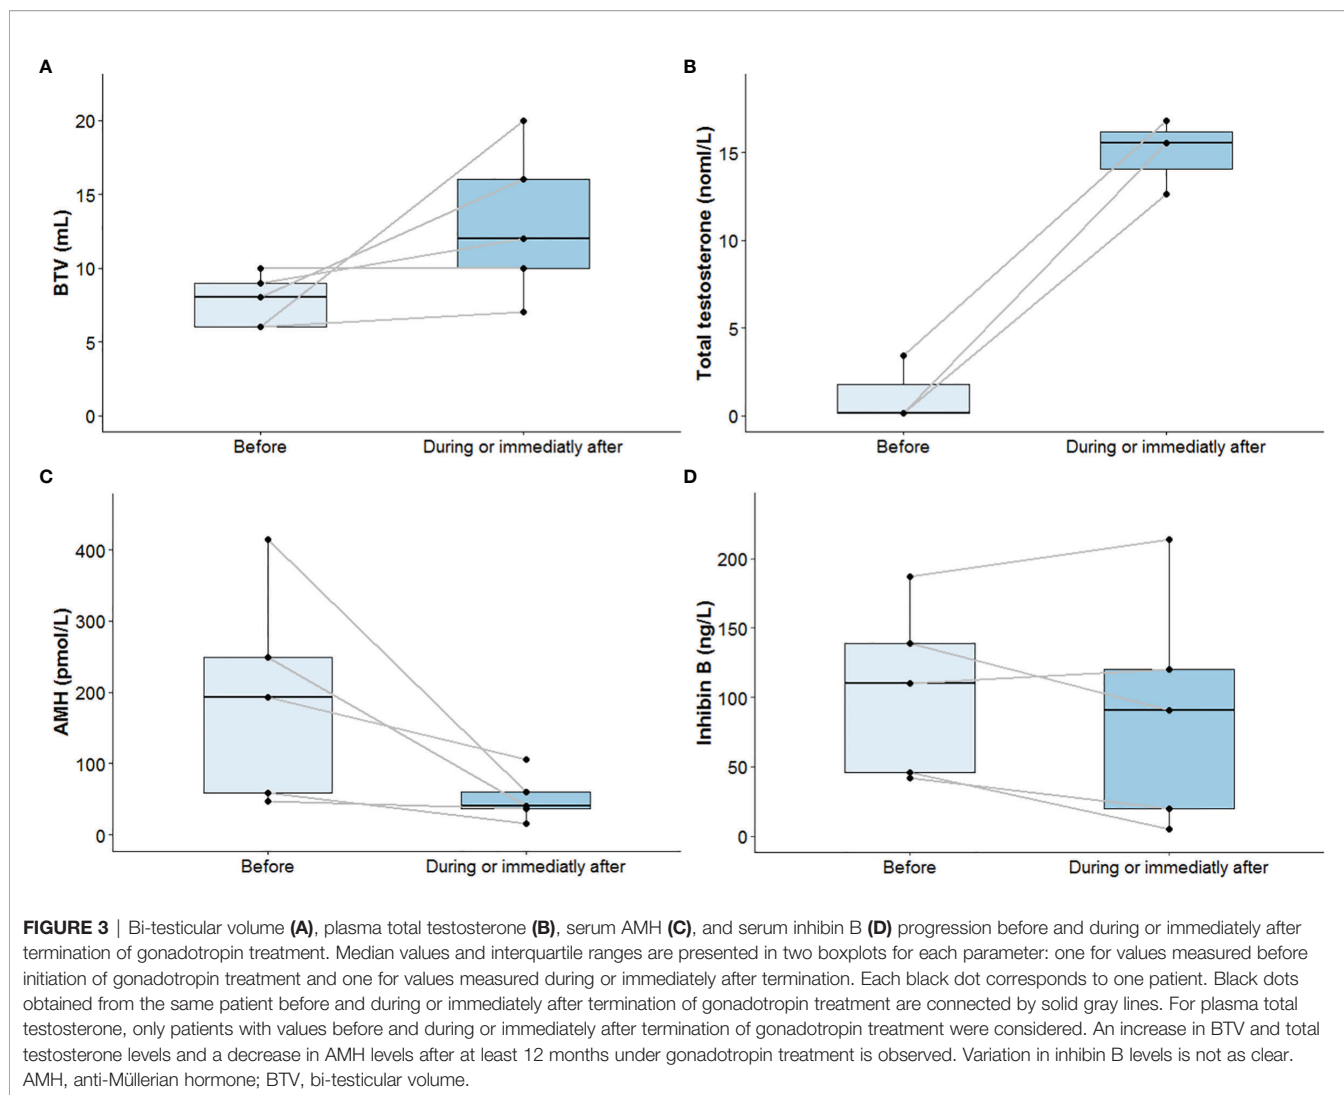 A
BTV (mL)
20
15
10
5
0
Before
During or immediatly after
B
Total testosterone (noml/L)
15
10
5
0
Before
During or immediatly after
C
AMH (pmol/L)
400
300
200
100
0
Before
During or immediatly after
D
Inhibin B (ng/L)
200
150
100
50
0
Before
During or immediatly after
FIGURE 3 | Bi-testicular volume (A), plasma total testosterone (B), serum AMH (C), and serum inhibin B (D) progression before and during or immediately after
termination of gonadotropin treatment. Median values and interquartile ranges are presented in two boxplots for each parameter: one for values measured before
initiation of gonadotropin treatment and one for values measured during or immediately after termination. Each black dot corresponds to one patient. Black dots
obtained from the same patient before and during or immediately after termination of gonadotropin treatment are connected by solid gray lines. For plasma total
testosterone, only patients with values before and during or immediately after termination of gonadotropin treatment were considered. An increase in BTV and total
testosterone levels and a decrease in AMH levels after at least 12 months under gonadotropin treatment is observed. Variation in inhibin B levels is not as clear.
AMH, anti-Müllerian hormone; BTV, bi-testicular volume.